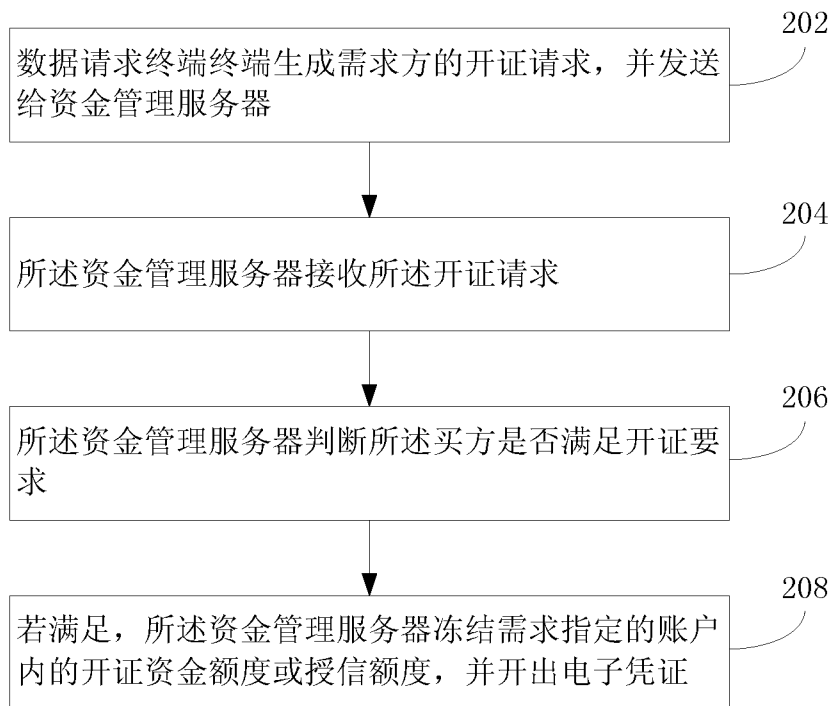 202
数据请求终端终端生成需求方的开证请求，并发送
给资金管理服务器
204
所述资金管理服务器接收所述开证请求
206
所述资金管理服务器判断所述买方是否满足开证要
求
208
若满足，所述资金管理服务器冻结需求指定的账户
内的开证资金额度或授信额度，并开出电子凭证